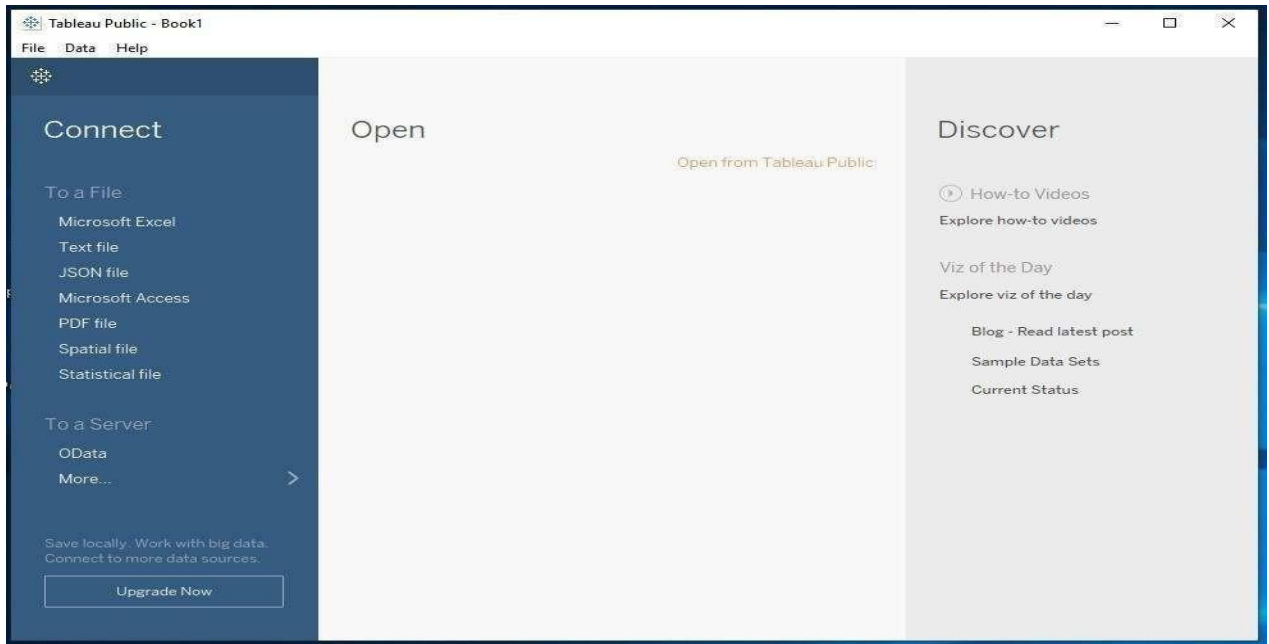 Tableau Public - Book1
File Data Help
Connect
To a File
Microsoft Excel
Text file
JSON file
Microsoft Access
PDF file
Spatial file
Statistical file
To a Server
OData
More...
Save locally. Work with big data.
Connect to more data sources.
Upgrade Now
Open
Open from Tableau Public
Discover
How-to Videos
Explore how-to videos
Viz of the Day
Explore viz of the day
Blog - Read latest post
Sample Data Sets
Current Status